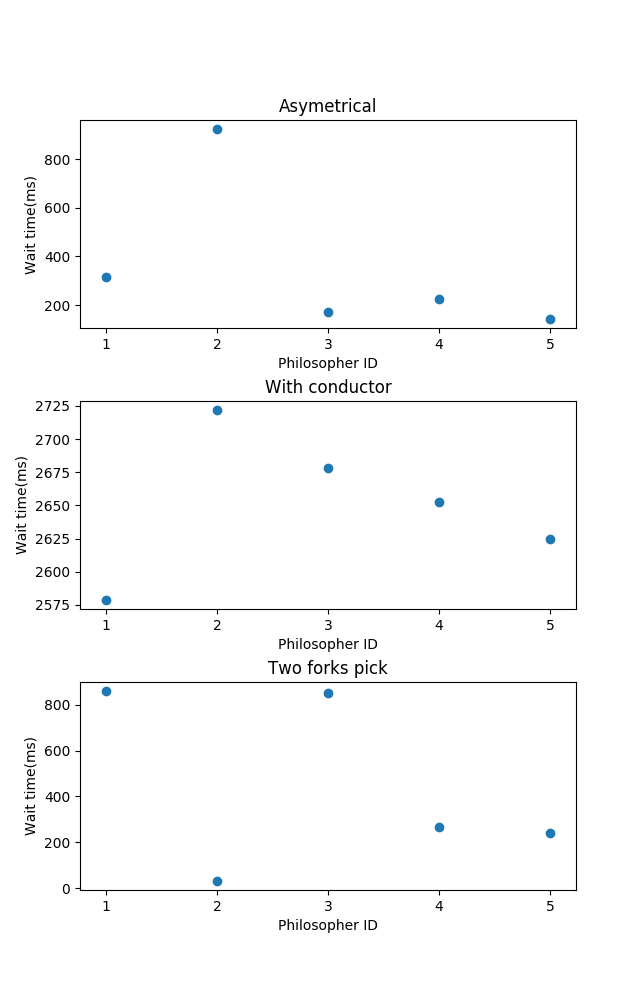 Asymetrical
800
600
400
200
Wait time(ms)
1 2 3 4 5
Philosopher ID
With conductor
2725
2700
2675
2650
2625
2600
2575
Wait time(ms)
1 2 3 4 5
Philosopher ID
Two forks pick
800
600
400
200
0
Wait time(ms)
1 2 3 4 5
Philosopher ID